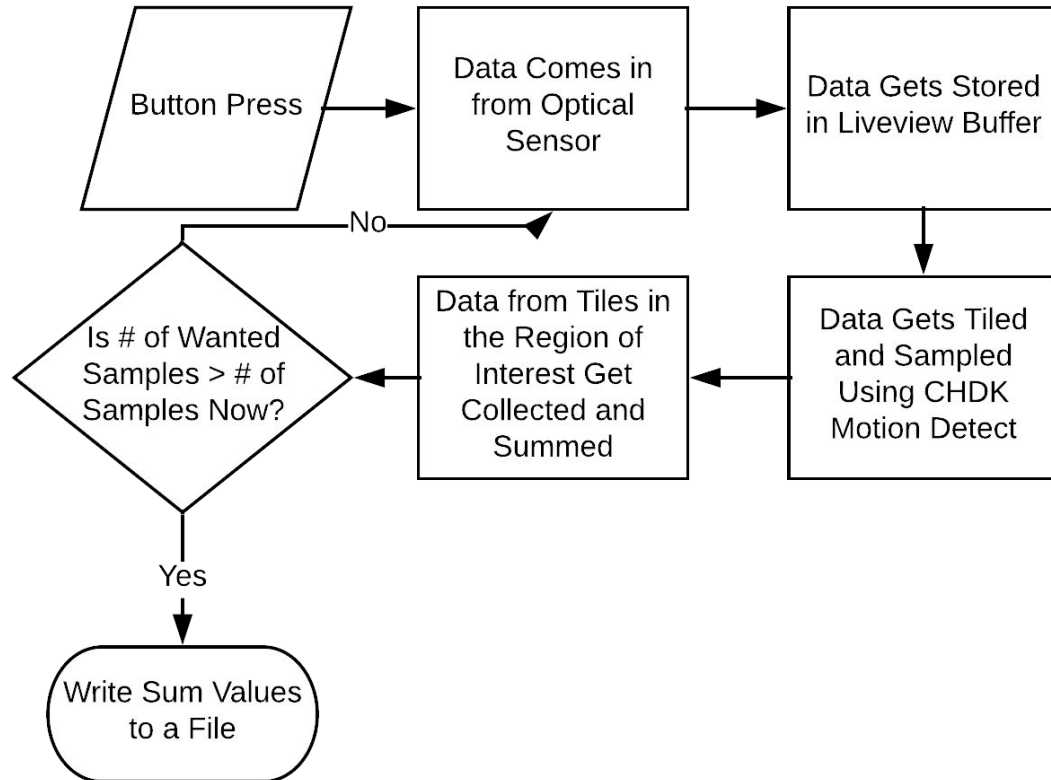 Button Press
Data Comes in
from Optical
Sensor
Data Gets Stored
in Liveview Buffer
No
Is # of Wanted
Samples > # of
Samples Now?
Data from Tiles in
the Region of
Interest Get
Collected and
Summed
Data Gets Tiled
and Sampled
Using CHDK
Motion Detect
Yes
Write Sum Values
to a File